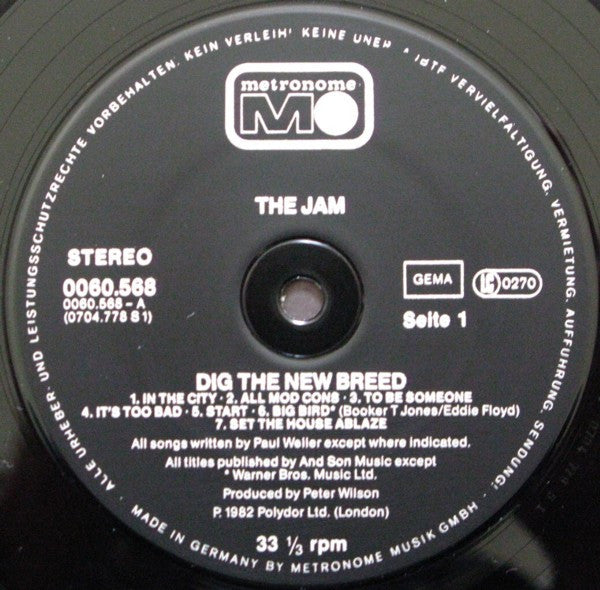 ALLE URHEBER- UND LEISTUNGSSCHUTZRECHTE VORBEHALTEN. KEIN VERLEIH! KEINE VERVIELFÄLTIGUNG. VERMIETUNG. AUFFÜHRUNG. SENDUNG!
metronome
M
THE JAM
STEREO
0060.568
0060.568 - A
(0704.778 S 1)
GEMA
LC 0270
Seite 1
DIG THE NEW BREED
1. IN THE CITY · 2. ALL MOD CONS · 3. TO BE SOMEONE
4. IT'S TOO BAD · 5. START · 6. BIG BIRD* (Booker T Jones/Eddie Floyd)
7. SET THE HOUSE ABLAZE
All songs written by Paul Weller except where indicated.
All titles published by And Son Music except
* Warner Bros. Music Ltd.
Produced by Peter Wilson
P. 1982 Polydor Ltd. (London)
33 ⅓ rpm
MADE IN GERMANY BY METRONOME MUSIK GMBH ·